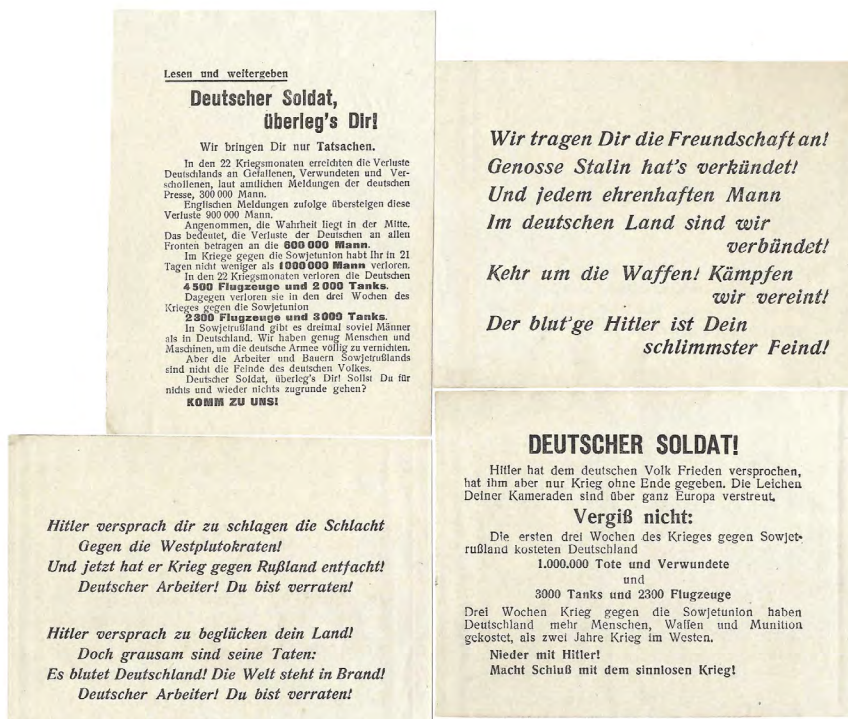 Lesen und weitergeben
Deutscher Soldat,
überleg's Dir!
Wir bringen Dir nur Tatsachen.
In den 22 Kriegsmonaten erreichten die Verluste
Deutschlands an Gefallenen, Verwundeten und Ver-
schollenen, laut amtlichen Meldungen der deutschen
Presse, 300 000 Mann.
Englischen Meldungen zufolge übersteigen diese
Verluste 900 000 Mann.
Angenommen, die Wahrheit liegt in der Mitte.
Das bedeutet, die Verluste der Deutschen an allen
Fronten betragen an die 600 000 Mann.
Im Kriege gegen die Sowjetunion habt Ihr in 21
Tagen nicht weniger als 1 000 000 Mann verloren.
In den 22 Kriegsmonaten verloren die Deutschen
4 500 Flugzeuge und 2 000 Tanks.
Dagegen verloren sie in den drei Wochen des
Krieges gegen die Sowjetunion
2 300 Flugzeuge und 3 000 Tanks.
In Sowjetrußland gibt es dreimal soviel Männer
als in Deutschland. Wir haben genug Menschen und
Maschinen, um die deutsche Armee völlig zu vernichten.
Aber die Arbeiter und Bauern Sowjetrußlands
sind nicht die Feinde des deutschen Volkes.
Deutscher Soldat, überleg's Dir! Sollst Du für
nichts und wieder nichts zugrunde gehen?
KOMM ZU UNS!
Wir tragen Dir die Freundschaft an!
Genosse Stalin hat's verkündet!
Und jedem ehrenhaften Mann
Im deutschen Land sind wir
verbündet!
Kehr um die Waffen! Kämpfen
wir vereint!
Der blut'ge Hitler ist Dein
schlimmster Feind!
Hitler versprach dir zu schlagen die Schlacht
Gegen die Westplutokraten!
Und jetzt hat er Krieg gegen Rußland entfacht!
Deutscher Arbeiter! Du bist verraten!
Hitler versprach zu beglücken dein Land!
Doch grausam sind seine Taten:
Es blutet Deutschland! Die Welt steht in Brand!
Deutscher Arbeiter! Du bist verraten!
DEUTSCHER SOLDAT!
Hitler hat dem deutschen Volk Frieden versprochen,
hat ihm aber nur Krieg ohne Ende gegeben. Die Leichen
Deiner Kameraden sind über ganz Europa verstreut.
Vergiß nicht:
Die ersten drei Wochen des Krieges gegen Sowjet-
rußland kosteten Deutschland
1.000.000 Tote und Verwundete
und
3000 Tanks und 2300 Flugzeuge
Drei Wochen Krieg gegen die Sowjetunion haben
Deutschland mehr Menschen, Waffen und Munition
gekostet, als zwei Jahre Krieg im Westen.
Nieder mit Hitler!
Macht Schluß mit dem sinnlosen Krieg!